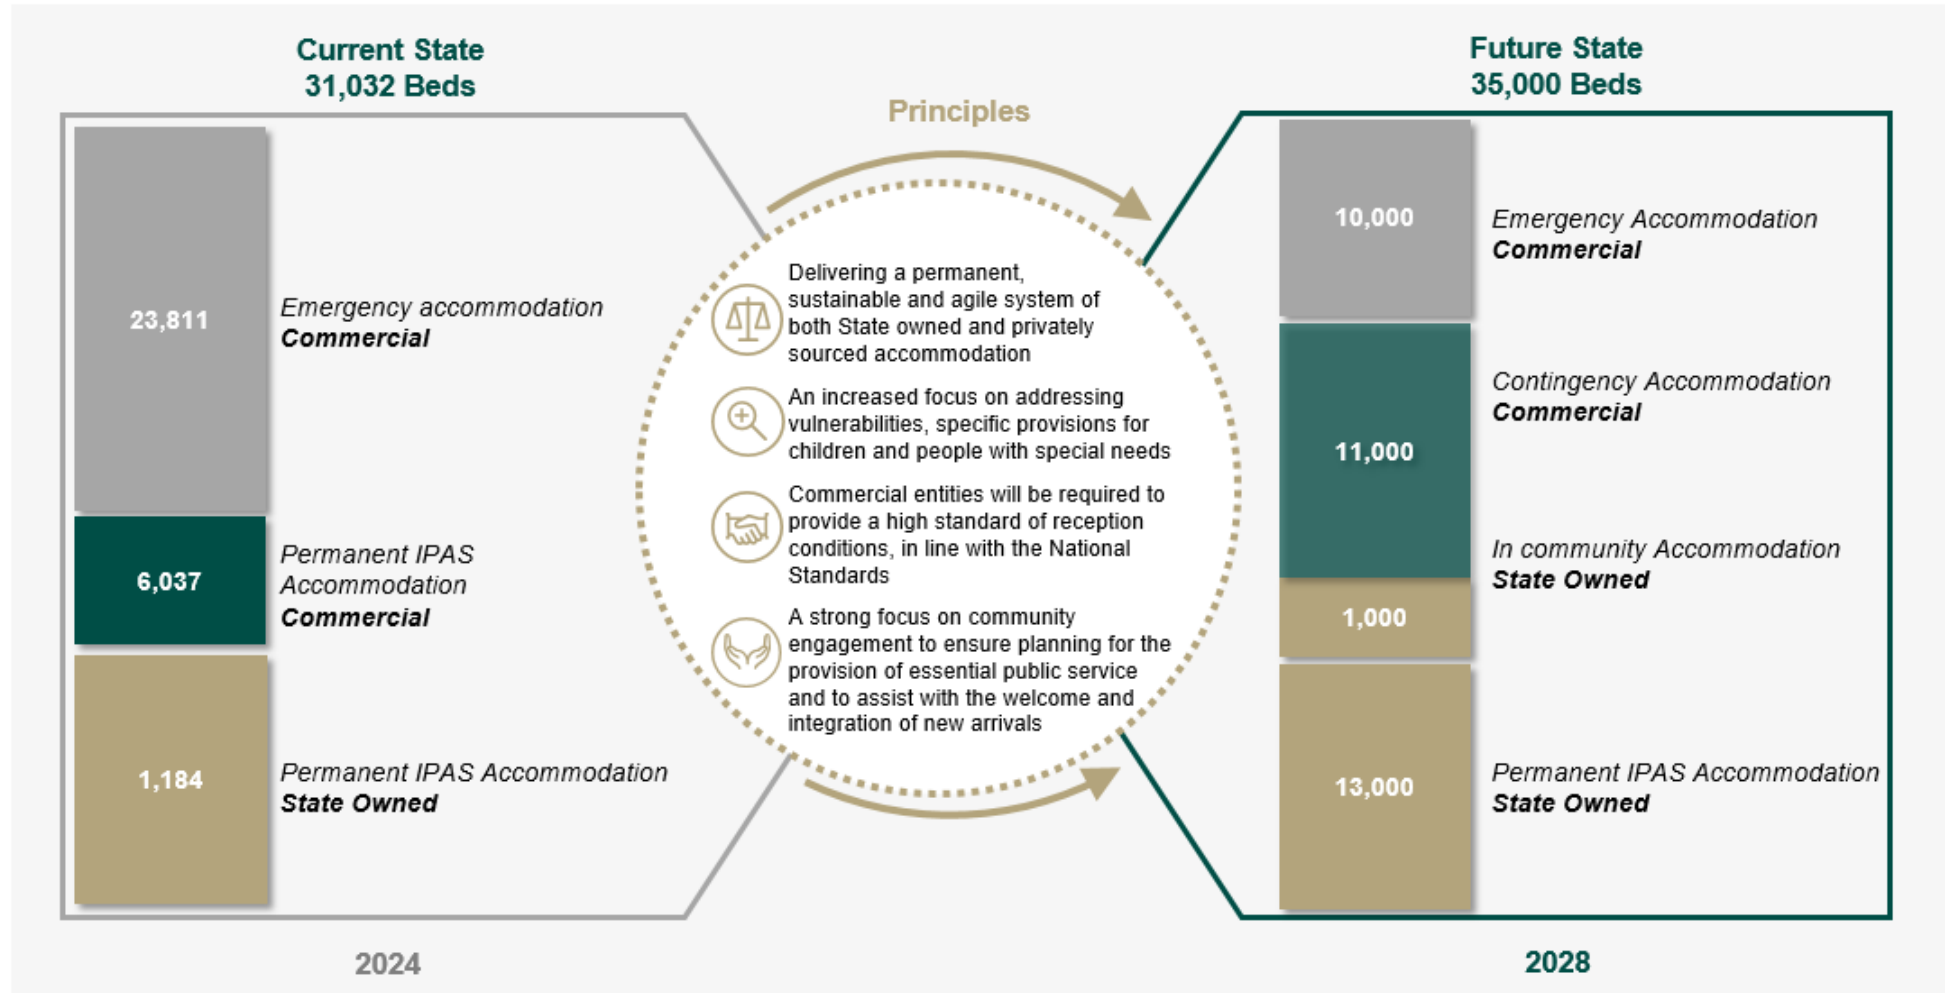 Current State
31,032 Beds
23,811
Emergency accommodation
Commercial
6,037
Permanent IPAS
Accommodation
Commercial
1,184
Permanent IPAS Accommodation
State Owned
2024
Principles
Delivering a permanent,
sustainable and agile system of
both State owned and privately
sourced accommodation
An increased focus on addressing
vulnerabilities, specific provisions for
children and people with special needs
Commercial entities will be required to
provide a high standard of reception
conditions, in line with the National
Standards
A strong focus on community
engagement to ensure planning for the
provision of essential public service
and to assist with the welcome and
integration of new arrivals
Future State
35,000 Beds
10,000
Emergency Accommodation
Commercial
11,000
Contingency Accommodation
Commercial
1,000
In community Accommodation
State Owned
13,000
Permanent IPAS Accommodation
State Owned
2028